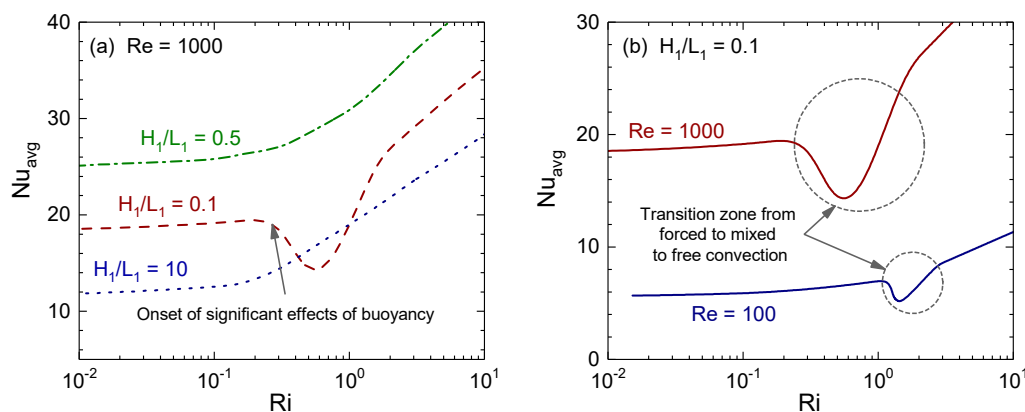 (a) Re = 1000
40
30
20
10
Nu_avg
H₁/L₁ = 0.5
H₁/L₁ = 0.1
H₁/L₁ = 10
Onset of significant effects of buoyancy
10⁻² 10⁻¹ 10⁰ 10¹
Ri
(b) H₁/L₁ = 0.1
30
20
10
0
Nu_avg
Re = 1000
Transition zone from
forced to mixed
to free convection
Re = 100
10⁻² 10⁻¹ 10⁰ 10¹
Ri